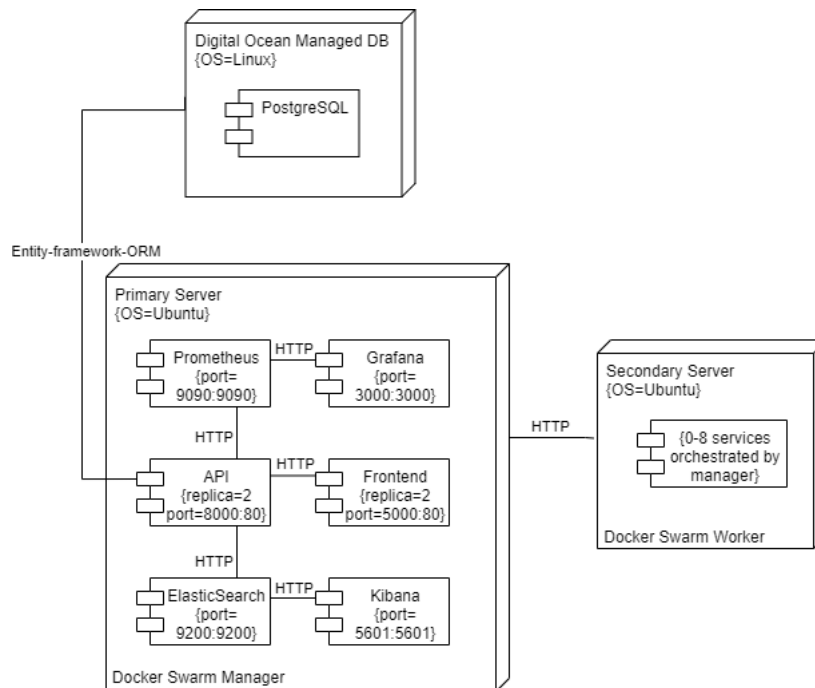 Digital Ocean Managed DB
{OS=Linux}
PostgreSQL
Entity-framework-ORM
Primary Server
{OS=Ubuntu}
Prometheus
{port=
9090:9090}
HTTP
Grafana
{port=
3000:3000}
HTTP
API
{replica=2
port=8000:80}
HTTP
Frontend
{replica=2
port=5000:80}
HTTP
ElasticSearch
{port=
9200:9200}
HTTP
Kibana
{port=
5601:5601}
Docker Swarm Manager
HTTP
Secondary Server
{OS=Ubuntu}
{0-8 services
orchestrated by
manager}
Docker Swarm Worker